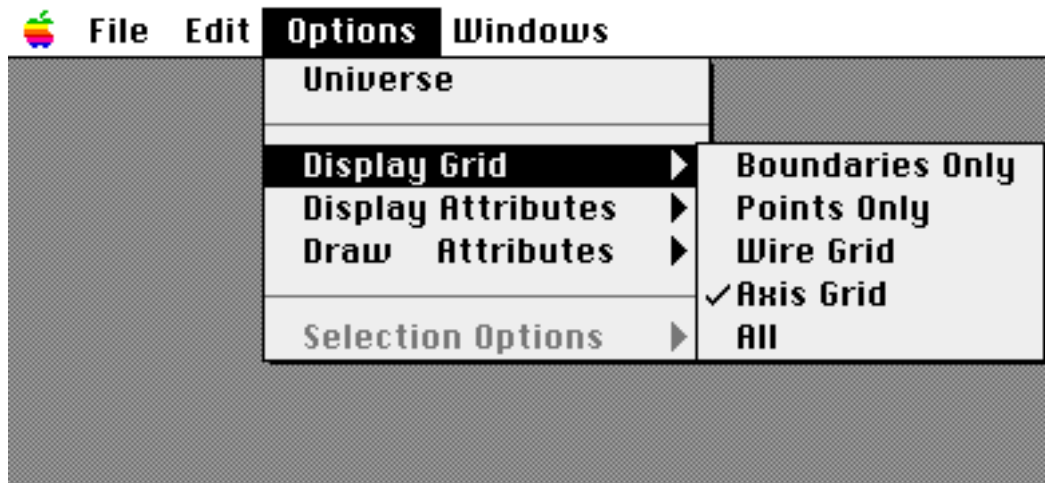 File Edit Options Windows
Universe
Display Grid
Display Attributes
Draw Attributes
Selection Options
Boundaries Only
Points Only
Wire Grid
✓Axis Grid
All